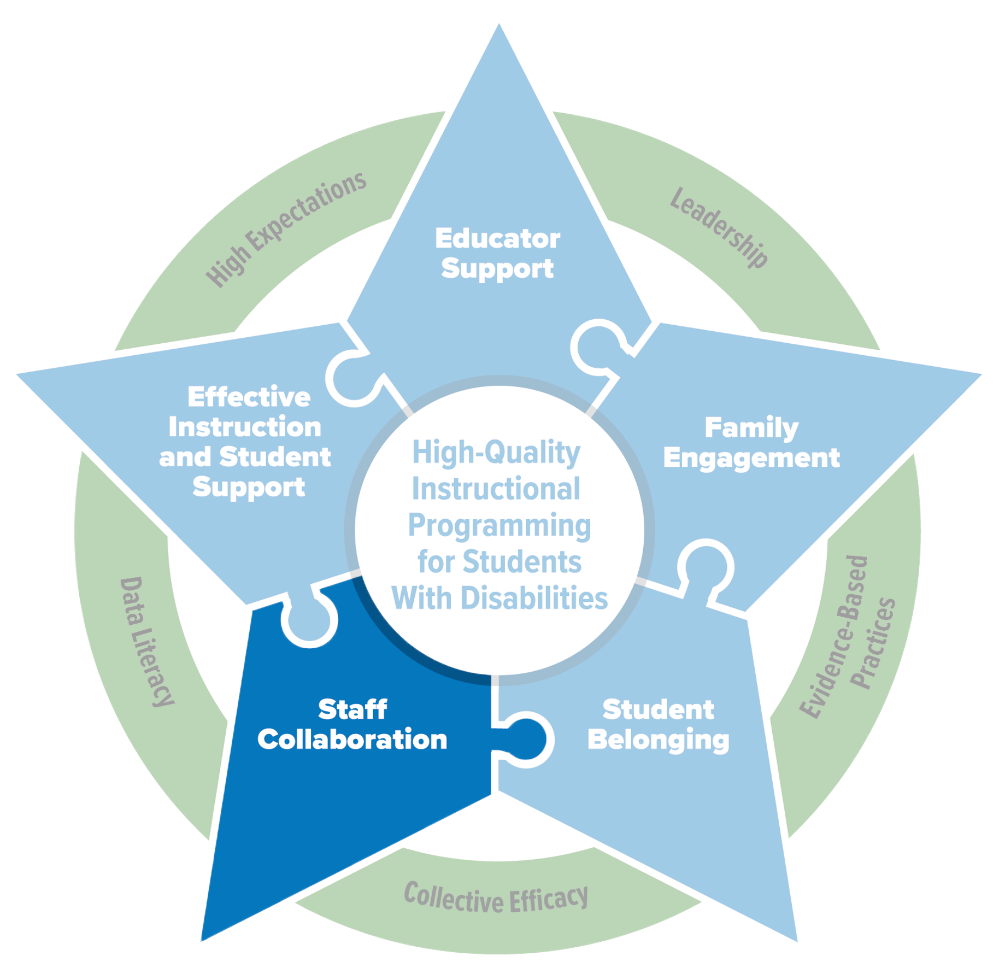 High Expectations
Leadership
Educator
Support
Effective
Instruction
and Student
Support
Family
Engagement
High-Quality
Instructional
Programming
for Students
With Disabilities
Data Literacy
Evidence-Based
Practices
Staff
Collaboration
Student
Belonging
Collective Efficacy